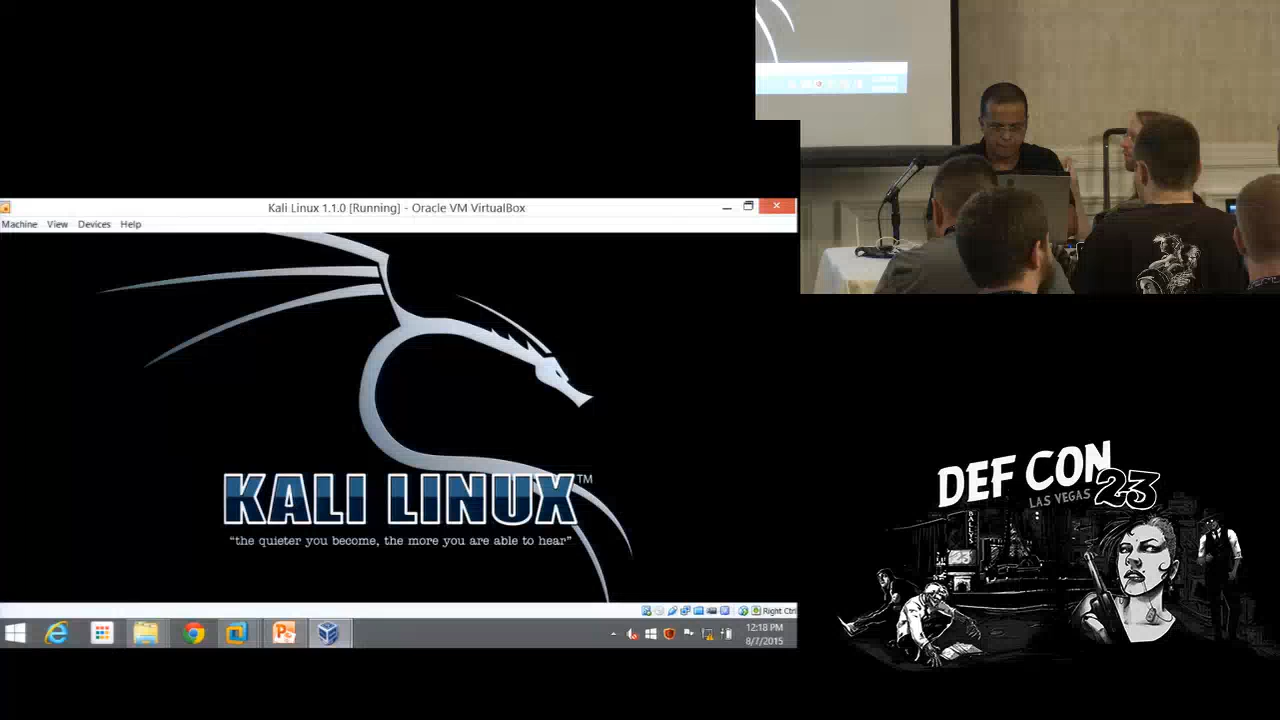 Kali Linux 1.1.0 [Running] - Oracle VM VirtualBox
Machine View Devices Help
KALI LINUX™
"the quieter you become, the more you are able to hear"
Right Ctrl
12:18 PM
8/7/2015
DEF CON 23
LAS VEGAS
BALLYS
23